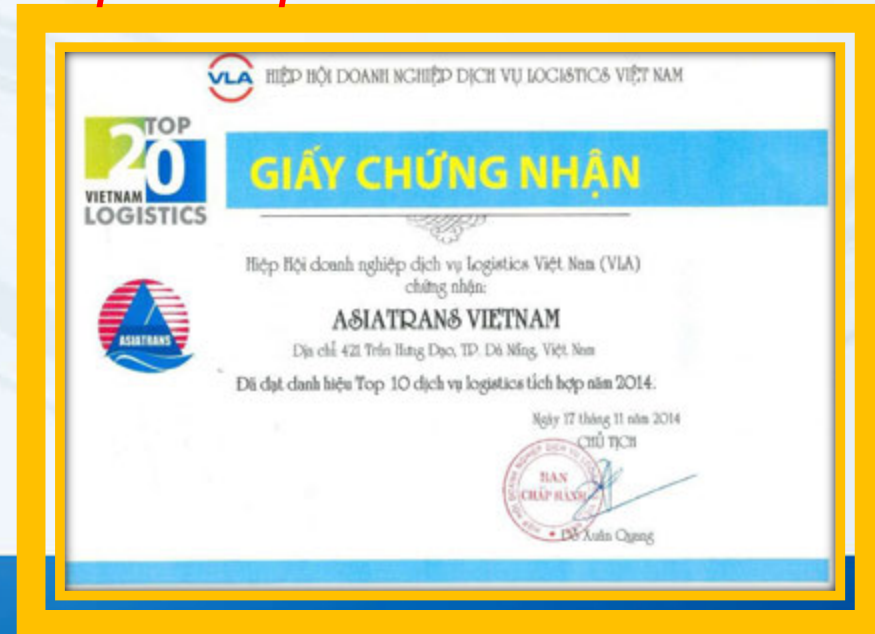 VLA HIỆP HỘI DOANH NGHIỆP DỊCH VỤ LOGISTICS VIỆT NAM
TOP
20
VIETNAM
LOGISTICS
GIẤY CHỨNG NHẬN
Hiệp Hội doanh nghiệp dịch vụ Logistics Việt Nam (VLA)
chứng nhận:
ASIATRANS
ASIATRANS VIETNAM
Địa chỉ 421 Trần Hưng Đạo, TP. Đà Nẵng, Việt Nam
Đã đạt danh hiệu Top 10 dịch vụ logistics tích hợp năm 2014.
Ngày 17 tháng 11 năm 2014
CHỦ TỊCH
BAN
CHẤP HÀNH
Đỗ Xuân Quang